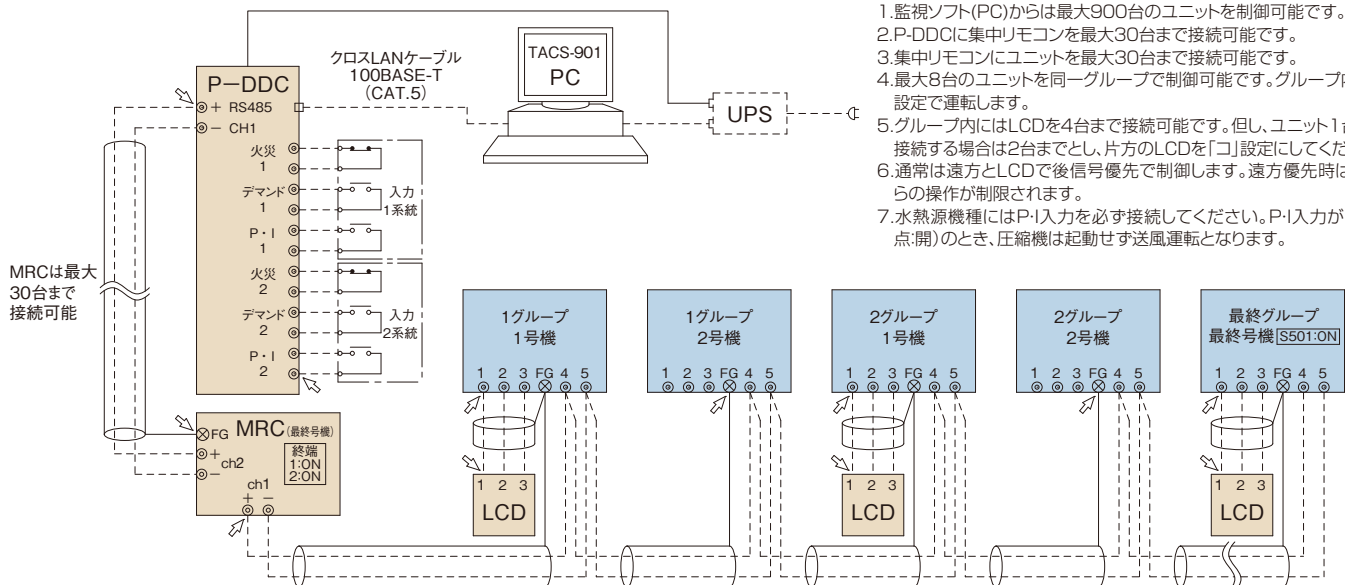 1.監視ソフト(PC)からは最大900台のユニットを制御可能です。
2.P-DDCに集中リモコンを最大30台まで接続可能です。
3.集中リモコンにユニットを最大30台まで接続可能です。
4.最大8台のユニットを同一グループで制御可能です。グループ内
設定で運転します。
5.グループ内にはLCDを4台まで接続可能です。但し、ユニット1台
接続する場合は2台までとし、片方のLCDを「コ」設定にしてくだ
6.通常は遠方とLCDで後信号優先で制御します。遠方優先時は
らの操作が制限されます。
7.水熱源機種にはP・I入力を必ず接続してください。P・I入力が
点:開)のとき、圧縮機は起動せず送風運転となります。
クロスLANケーブル
100BASE-T
(CAT.5)
TACS-901
PC
UPS
P-DDC
+ RS485
- CH1
火災
1
デマンド
1
P・I
1
火災
2
デマンド
2
P・I
2
入力
1系統
入力
2系統
MRCは最大
30台まで
接続可能
FG MRC(最終号機)
+
-
ch2
終端
1:ON
2:ON
ch1
+ -
1グループ
1号機
1 2 3 FG 4 5
1グループ
2号機
1 2 3 FG 4 5
2グループ
1号機
1 2 3 FG 4 5
2グループ
2号機
1 2 3 FG 4 5
最終グループ
最終号機 S501:ON
1 2 3 FG 4 5
1 2 3
LCD
1 2 3
LCD
1 2 3
LCD